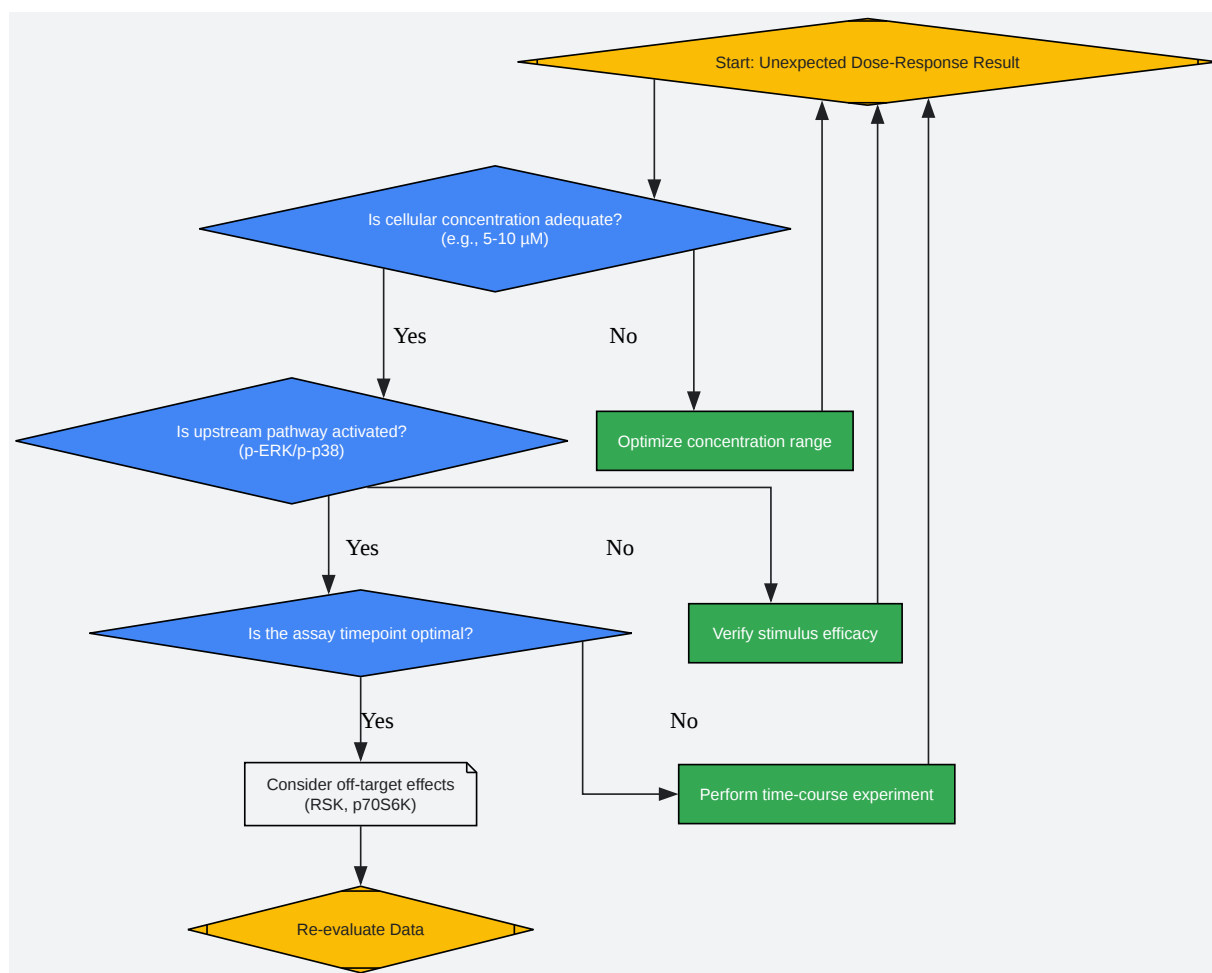 Start: Unexpected Dose-Response Result
Is cellular concentration adequate?
(e.g., 5-10 µM)
Yes
No
Is upstream pathway activated?
(p-ERK/p-p38)
Optimize concentration range
Yes
No
Is the assay timepoint optimal?
Verify stimulus efficacy
Yes
No
Consider off-target effects
(RSK, p70S6K)
Perform time-course experiment
Re-evaluate Data